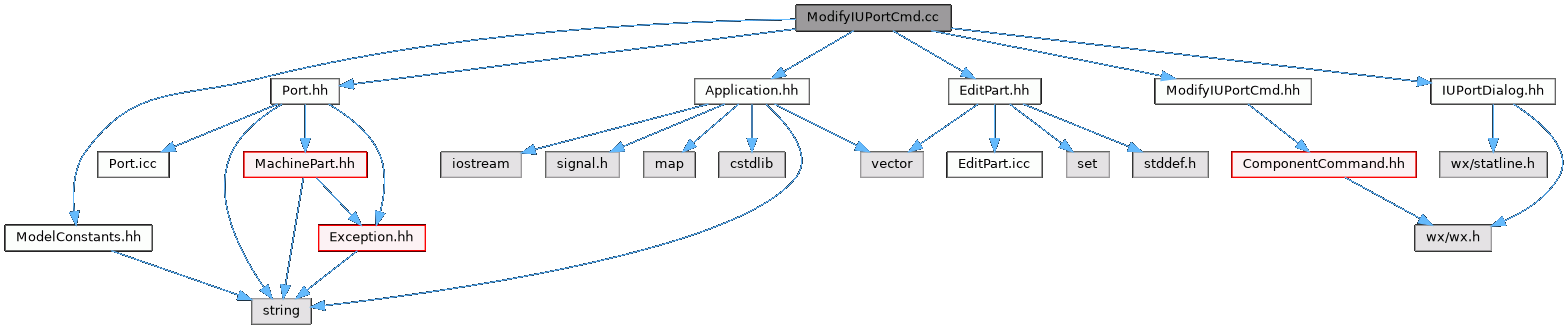 ModifyIUPortCmd.cc
Port.hh
Application.hh
EditPart.hh
ModifyIUPortCmd.hh
IUPortDialog.hh
Port.icc
MachinePart.hh
iostream
signal.h
map
cstdlib
vector
EditPart.icc
set
stddef.h
ComponentCommand.hh
wx/statline.h
ModelConstants.hh
Exception.hh
wx/wx.h
string